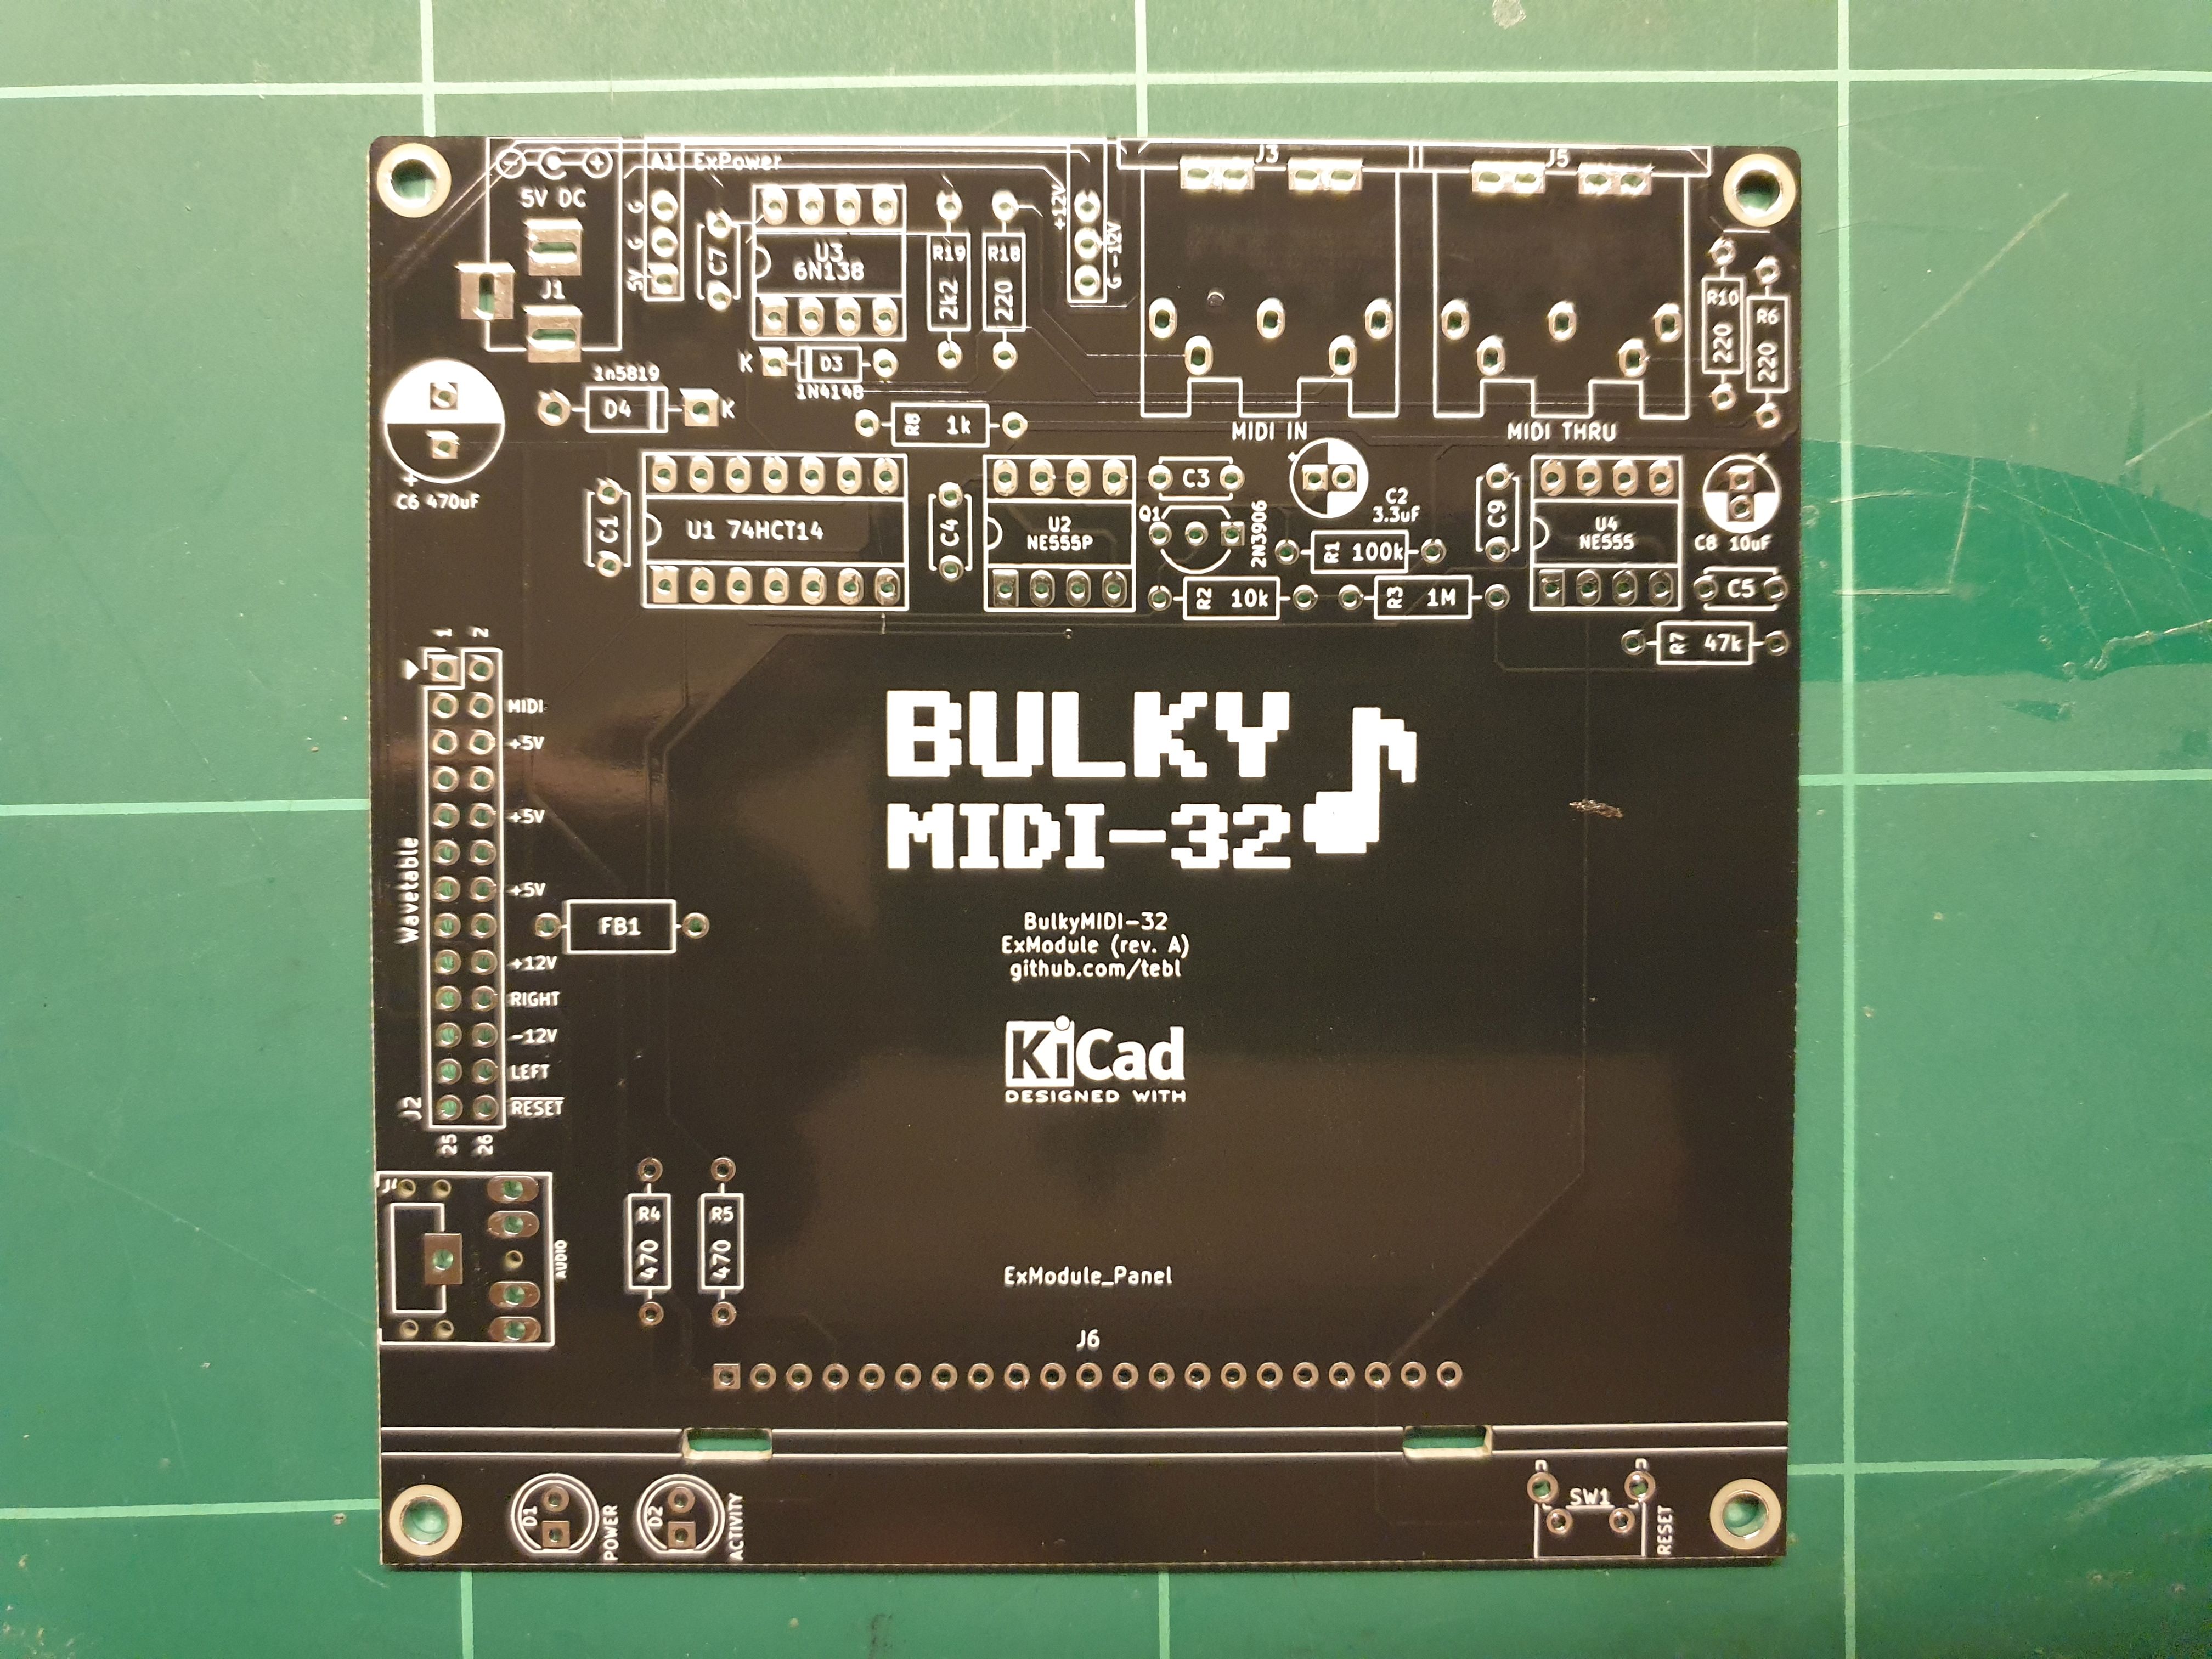 - +
A1 ExPower
J3
J5
5V DC
G
G
5V
J1
C7
U3
6N138
R19
2k2
R18
220
+12V
-12V
G
R10
220
R6
220
K
D3
1N4148
1n5819
D4
K
R8 1k
MIDI IN
MIDI THRU
+
C6 470uF
C1
U1 74HCT14
C4
U2
NE555P
C3
Q1
2N3906
C2
3.3uF
R1 100k
C9
U4
NE555
C8 10uF
R2 10k
R3 1M
C5
R7 47k
1 2
MIDI
+5V
+5V
+5V
+12V
RIGHT
-12V
LEFT
RESET
Wavetable
J2
25 26
BULKY
MIDI-32
FB1
BulkyMIDI-32
ExModule (rev. A)
github.com/tebl
KiCad
DESIGNED WITH
AUDIO
R4
470
R5
470
ExModule_Panel
J6
D1
POWER
D2
ACTIVITY
SW1
RESET